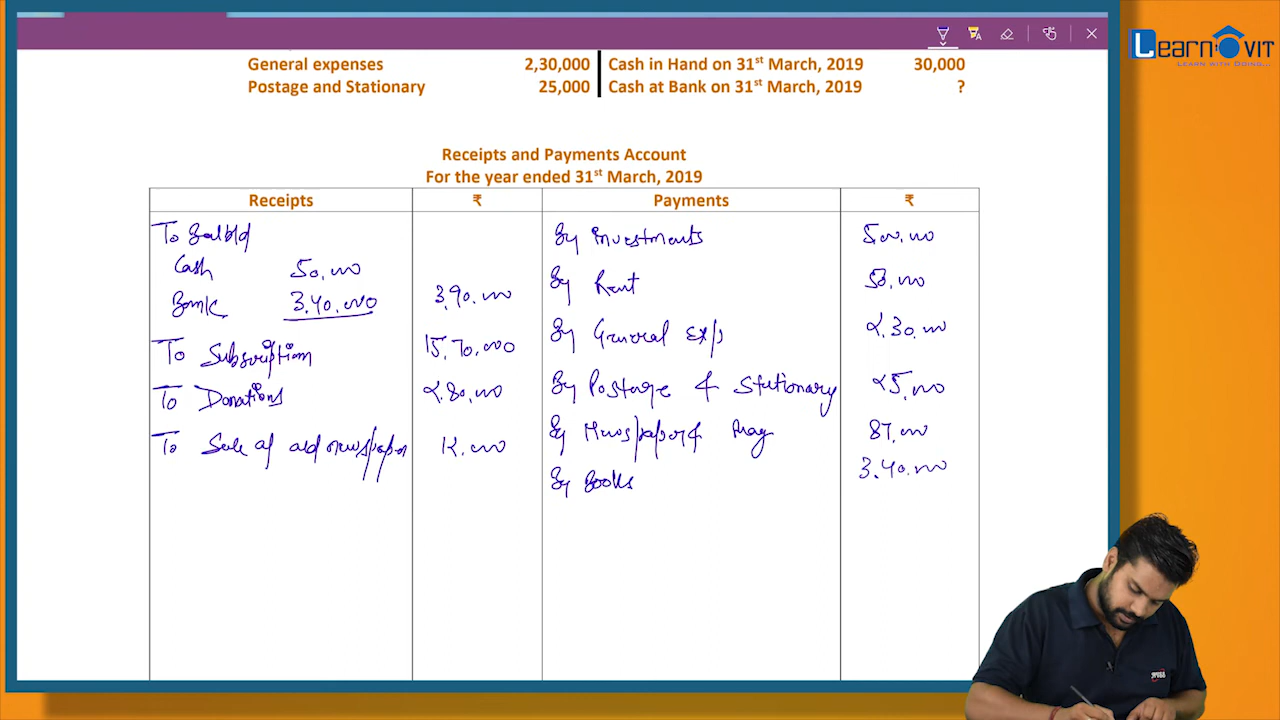 LearnOVIT
LEARN WITH DOING...
General expenses 2,30,000 Cash in Hand on 31st March, 2019 30,000
Postage and Stationary 25,000 Cash at Bank on 31st March, 2019 ?
Receipts and Payments Account
For the year ended 31st March, 2019
Receipts ₹ Payments ₹
To Bal b/d By Investments 500.000
Cash 50.000 By Rent 50.000
Bank 3.40.000 3.90.000 By General Exp 2.30.000
To Subscription 15.70.000 By Postage & Stationary 25.000
To Donations 2.80.000 By Newspaper & Mag
To Sale of old newspaper 12.000 By Books 3.40.000